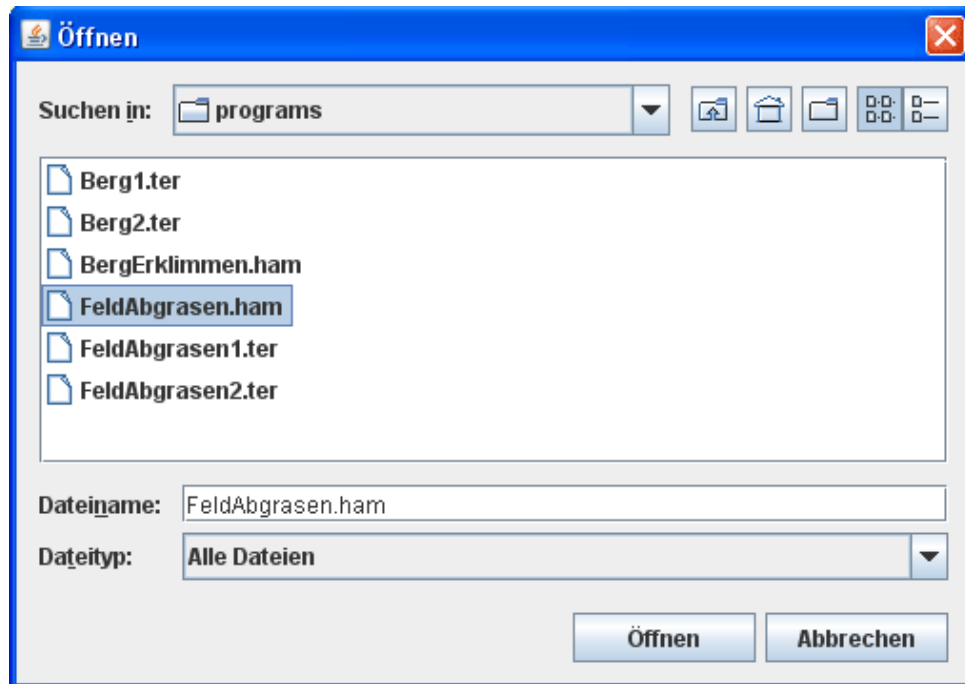 Öffnen
Suchen in: programs
Berg1.ter
Berg2.ter
BergErklimmen.ham
FeldAbgrasen.ham
FeldAbgrasen1.ter
FeldAbgrasen2.ter
Dateiname: FeldAbgrasen.ham
Dateityp: Alle Dateien
Öffnen Abbrechen